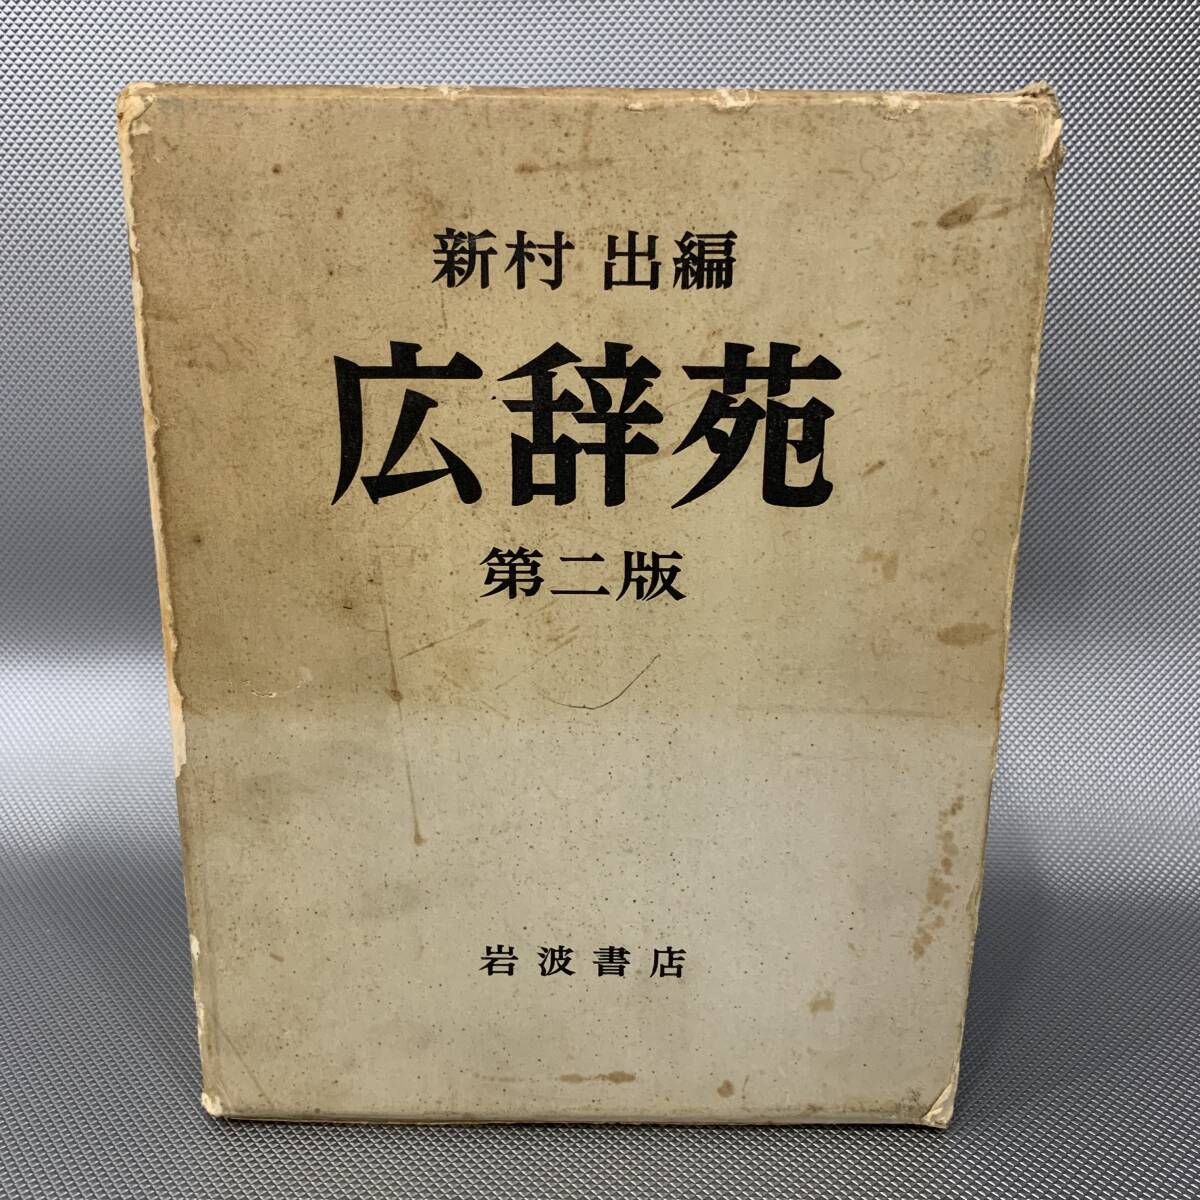 新村 出編
広辞苑
第二版
岩波書店